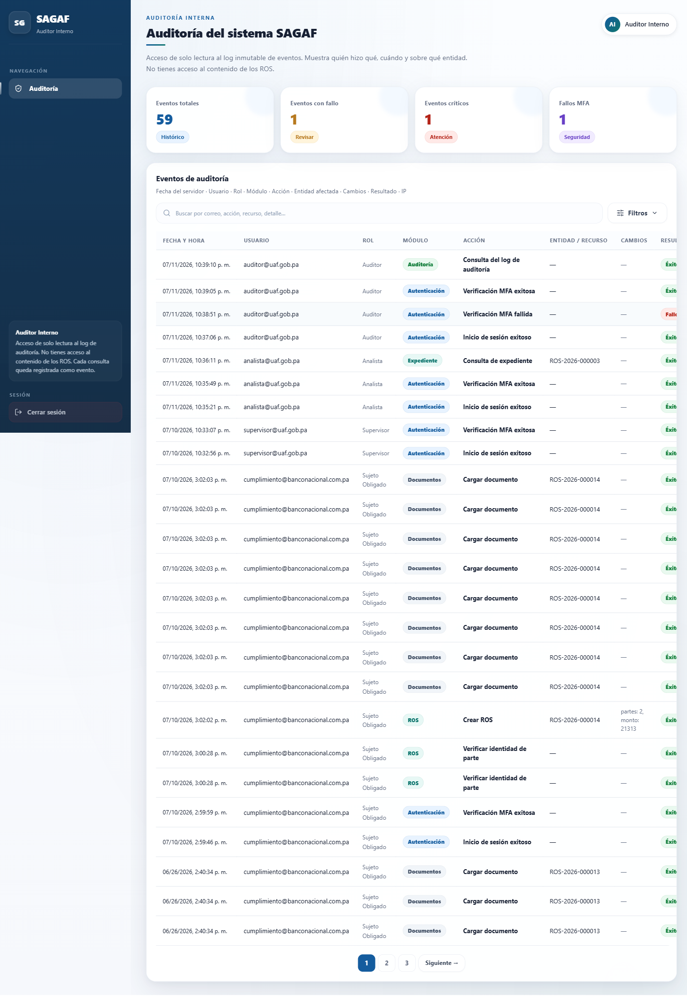 SG
SAGAF
Auditor Interno
NAVEGACIÓN
Auditoría
Auditor Interno
Acceso de solo lectura al log de
auditoría. No tienes acceso al
contenido de los ROS. Cada consulta
queda registrada como evento.
SESIÓN
Cerrar sesión
AUDITORÍA INTERNA
Auditoría del sistema SAGAF
Acceso de solo lectura al log inmutable de eventos. Muestra quién hizo qué, cuándo y sobre qué entidad.
No tienes acceso al contenido de los ROS.
AI Auditor Interno
Eventos totales
59
Histórico
Eventos con fallo
1
Revisar
Eventos críticos
1
Atención
Fallos MFA
1
Seguridad
Eventos de auditoría
Fecha del servidor · Usuario · Rol · Módulo · Acción · Entidad afectada · Cambios · Resultado · IP
Buscar por correo, acción, recurso, detalle...
Filtros
FECHA Y HORA USUARIO ROL MÓDULO ACCIÓN ENTIDAD / RECURSO CAMBIOS RESUL
07/11/2026, 10:39:10 p. m. auditor@uaf.gob.pa Auditor Auditoría Consulta del log de auditoría — — Éxit
07/11/2026, 10:39:05 p. m. auditor@uaf.gob.pa Auditor Autenticación Verificación MFA exitosa — — Éxit
07/11/2026, 10:38:51 p. m. auditor@uaf.gob.pa Auditor Autenticación Verificación MFA fallida — — Fallo
07/11/2026, 10:37:06 p. m. auditor@uaf.gob.pa Auditor Autenticación Inicio de sesión exitoso — — Éxit
07/11/2026, 10:36:11 p. m. analista@uaf.gob.pa Analista Expediente Consulta de expediente ROS-2026-000003 — Éxit
07/11/2026, 10:35:49 p. m. analista@uaf.gob.pa Analista Autenticación Verificación MFA exitosa — — Éxit
07/11/2026, 10:35:21 p. m. analista@uaf.gob.pa Analista Autenticación Inicio de sesión exitoso — — Éxit
07/10/2026, 10:33:07 p. m. supervisor@uaf.gob.pa Supervisor Autenticación Verificación MFA exitosa — — Éxit
07/10/2026, 10:32:56 p. m. supervisor@uaf.gob.pa Supervisor Autenticación Inicio de sesión exitoso — — Éxit
07/10/2026, 3:02:03 p. m. cumplimiento@banconacional.com.pa Sujeto Obligado Documentos Cargar documento ROS-2026-000014 — Éxit
07/10/2026, 3:02:03 p. m. cumplimiento@banconacional.com.pa Sujeto Obligado Documentos Cargar documento ROS-2026-000014 — Éxit
07/10/2026, 3:02:03 p. m. cumplimiento@banconacional.com.pa Sujeto Obligado Documentos Cargar documento ROS-2026-000014 — Éxit
07/10/2026, 3:02:03 p. m. cumplimiento@banconacional.com.pa Sujeto Obligado Documentos Cargar documento ROS-2026-000014 — Éxit
07/10/2026, 3:02:03 p. m. cumplimiento@banconacional.com.pa Sujeto Obligado Documentos Cargar documento ROS-2026-000014 — Éxit
07/10/2026, 3:02:03 p. m. cumplimiento@banconacional.com.pa Sujeto Obligado Documentos Cargar documento ROS-2026-000014 — Éxit
07/10/2026, 3:02:03 p. m. cumplimiento@banconacional.com.pa Sujeto Obligado Documentos Cargar documento ROS-2026-000014 — Éxit
07/10/2026, 3:02:03 p. m. cumplimiento@banconacional.com.pa Sujeto Obligado Documentos Cargar documento ROS-2026-000014 — Éxit
07/10/2026, 3:02:02 p. m. cumplimiento@banconacional.com.pa Sujeto Obligado ROS Crear ROS ROS-2026-000014 partes: 2, monto: 21313 Éxit
07/10/2026, 3:00:28 p. m. cumplimiento@banconacional.com.pa Sujeto Obligado ROS Verificar identidad de parte — — Éxit
07/10/2026, 3:00:28 p. m. cumplimiento@banconacional.com.pa Sujeto Obligado ROS Verificar identidad de parte — — Éxit
07/10/2026, 2:59:59 p. m. cumplimiento@banconacional.com.pa Sujeto Obligado Autenticación Verificación MFA exitosa — — Éxit
07/10/2026, 2:59:46 p. m. cumplimiento@banconacional.com.pa Sujeto Obligado Autenticación Inicio de sesión exitoso — — Éxit
06/26/2026, 2:40:34 p. m. cumplimiento@banconacional.com.pa Sujeto Obligado Documentos Cargar documento ROS-2026-000013 — Éxit
06/26/2026, 2:40:34 p. m. cumplimiento@banconacional.com.pa Sujeto Obligado Documentos Cargar documento ROS-2026-000013 — Éxit
06/26/2026, 2:40:34 p. m. cumplimiento@banconacional.com.pa Sujeto Obligado Documentos Cargar documento ROS-2026-000013 — Éxit
1 2 3 Siguiente →